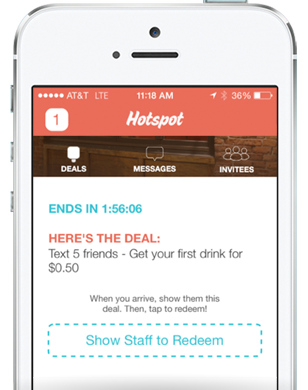 AT&T LTE 11:18 AM 36%
1 Hotspot
DEALS MESSAGES INVITEES
ENDS IN 1:56:06
HERE'S THE DEAL:
Text 5 friends - Get your first drink for
$0.50
When you arrive, show them this
deal. Then, tap to redeem!
Show Staff to Redeem